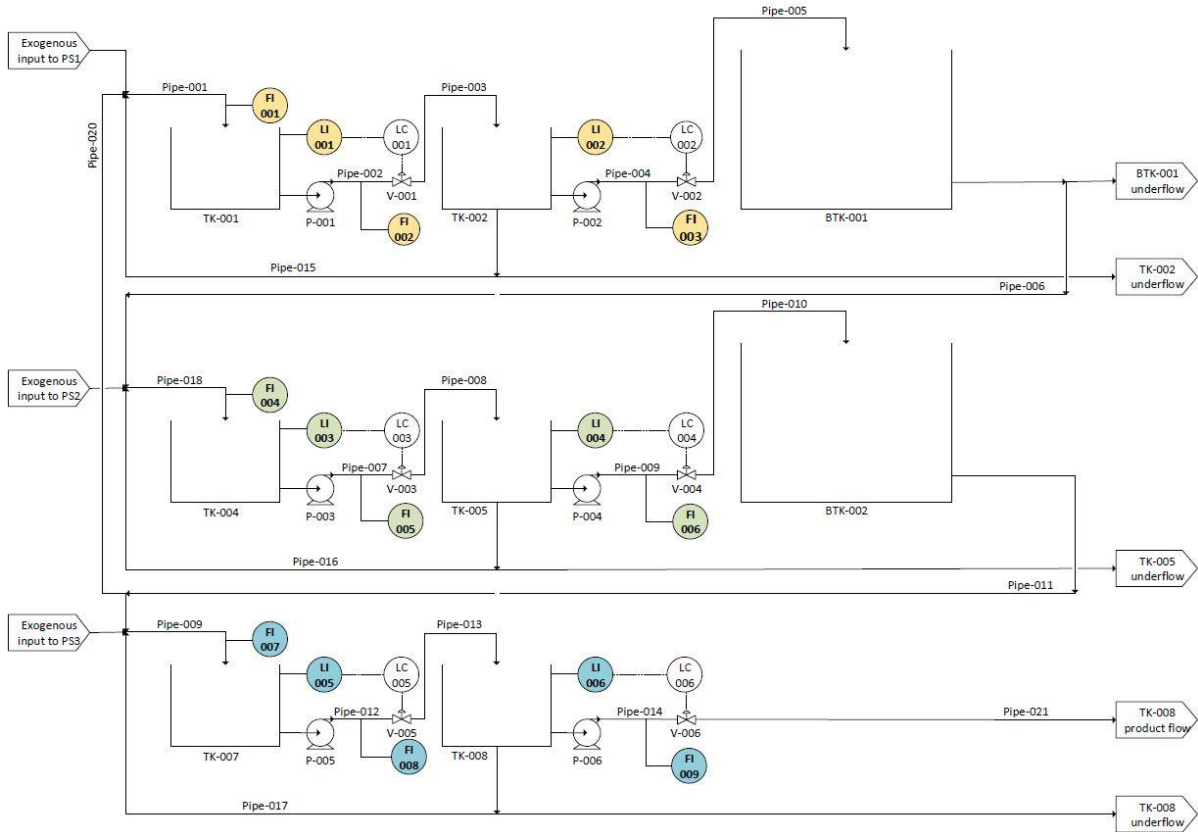 Pipe-005
Exogenous
input to PS1
Pipe-001
Pipe-003
FI
001
LI
001
LC
001
LI
002
LC
002
Pipe-020
Pipe-002
Pipe-004
V-001
V-002
BTK-001
underflow
TK-001
P-001
FI
002
TK-002
P-002
FI
003
BTK-001
Pipe-015
TK-002
underflow
Pipe-006
Pipe-010
Exogenous
input to PS2
Pipe-018
Pipe-008
FI
004
LI
003
LC
003
LI
004
LC
004
Pipe-007
Pipe-009
V-003
V-004
TK-004
P-003
FI
005
TK-005
P-004
FI
006
BTK-002
Pipe-016
TK-005
underflow
Pipe-011
Exogenous
input to PS3
Pipe-009
Pipe-013
FI
007
LI
005
LC
005
LI
006
LC
006
Pipe-012
Pipe-014
Pipe-021
V-005
V-006
TK-008
product flow
TK-007
P-005
FI
008
TK-008
P-006
FI
009
Pipe-017
TK-008
underflow